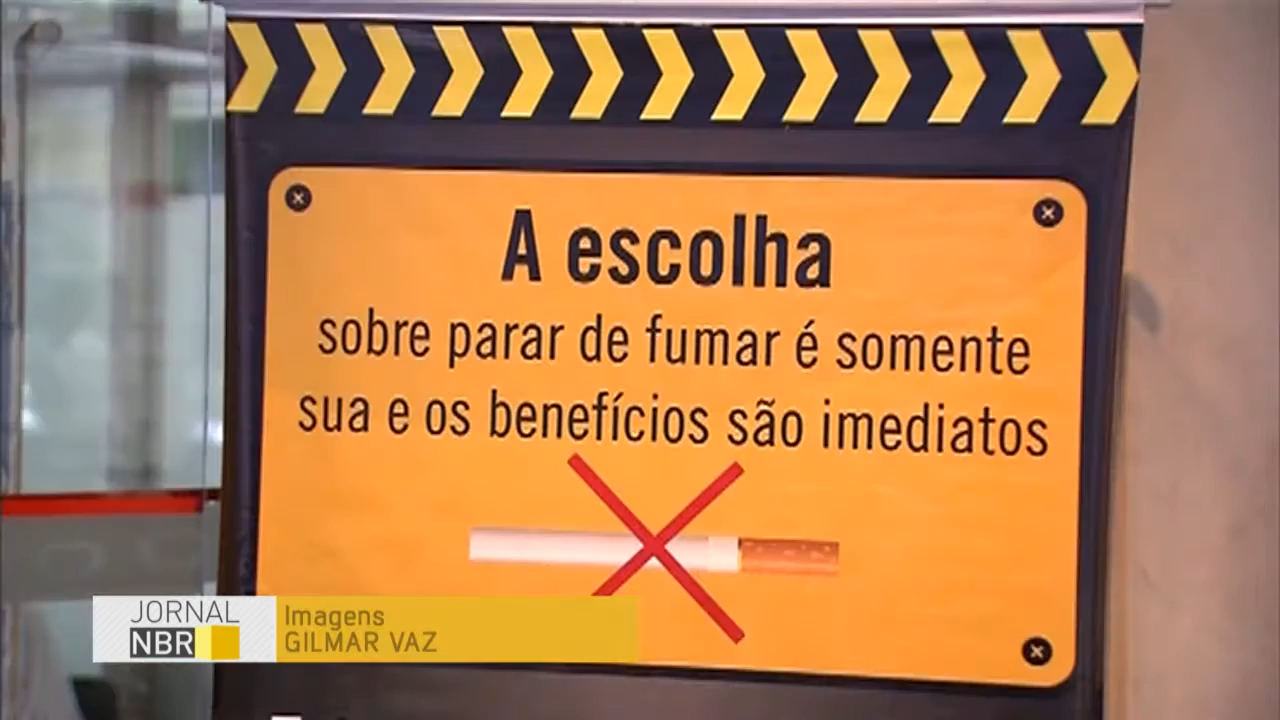 A escolha
sobre parar de fumar é somente
sua e os benefícios são imediatos
JORNAL
NBR
Imagens
GILMAR VAZ